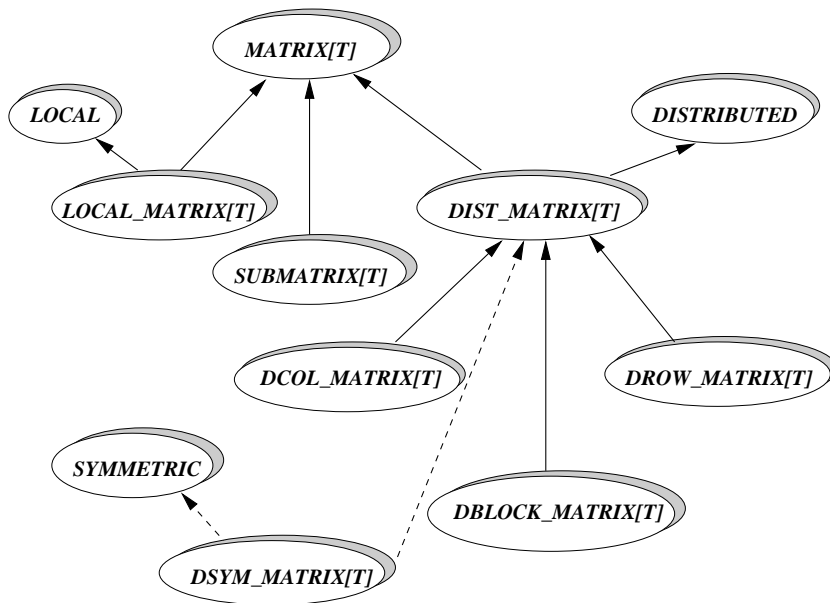 MATRIX[T]
LOCAL
DISTRIBUTED
LOCAL_MATRIX[T]
DIST_MATRIX[T]
SUBMATRIX[T]
DCOL_MATRIX[T]
DROW_MATRIX[T]
SYMMETRIC
DBLOCK_MATRIX[T]
DSYM_MATRIX[T]